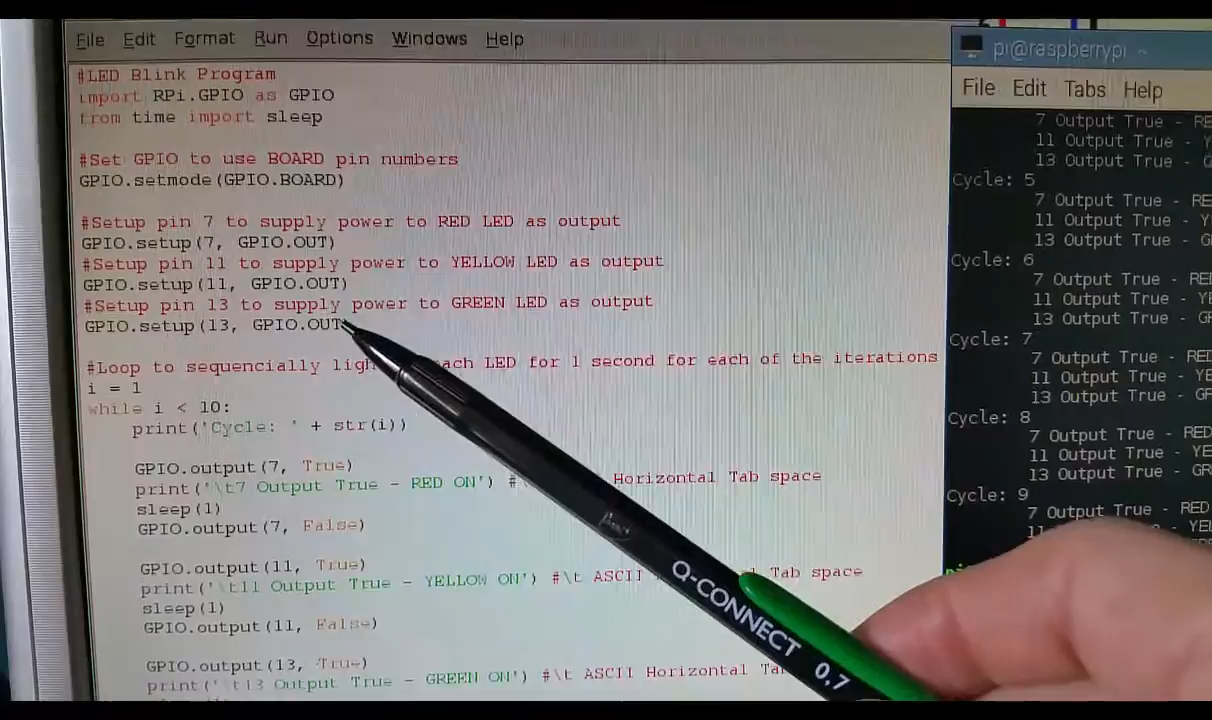 File Edit Format Run Options Windows Help
#LED Blink Program
import RPi.GPIO as GPIO
from time import sleep
#Set GPIO to use BOARD pin numbers
GPIO.setmode(GPIO.BOARD)
#Setup pin 7 to supply power to RED LED as output
GPIO.setup(7, GPIO.OUT)
#Setup pin 11 to supply power to YELLOW LED as output
GPIO.setup(11, GPIO.OUT)
#Setup pin 13 to supply power to GREEN LED as output
GPIO.setup(13, GPIO.OUT
#Loop to sequencially ligh ach LED for 1 second for each of the iterations
i = 1
while i < 10:
print('Cycle: ' + str(i))
GPIO.output(7, True)
print('\t7 Output True - RED ON') #\ Horizontal Tab space
sleep(1)
GPIO.output(7, False)
GPIO.output(11, True)
print('\t11 Output True - YELLOW ON') #\t ASCII Tab space
sleep(1)
GPIO.output(11, False)
GPIO.output(13, True)
print('\t13 Output True - GREEN ON') #\t ASCII Horizontal Ta
pi@raspberrypi ~
File Edit Tabs Help
7 Output True - RE
11 Output True - Y
13 Output True - G
Cycle: 5
7 Output True - RE
11 Output True - Y
13 Output True - G
Cycle: 6
7 Output True - RED
11 Output True - YE
13 Output True - GR
Cycle: 7
7 Output True - RED
11 Output True - YE
13 Output True - GR
Cycle: 8
7 Output True - RED
11 Output True - YE
13 Output True - GR
Cycle: 9
7 Output True - RED
11 Output True - YEL
Q-CONNECT 0,7